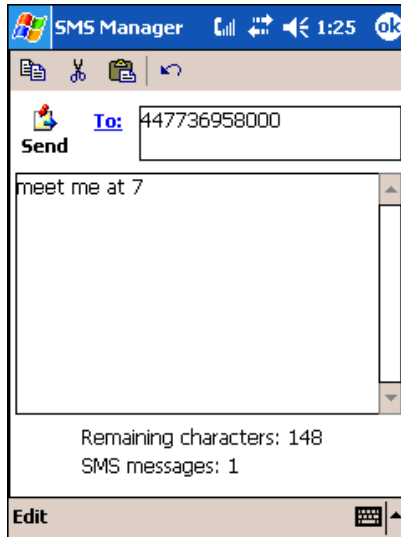 SMS Manager 1:25 ok
To: 447736958000
Send
meet me at 7
Remaining characters: 148
SMS messages: 1
Edit